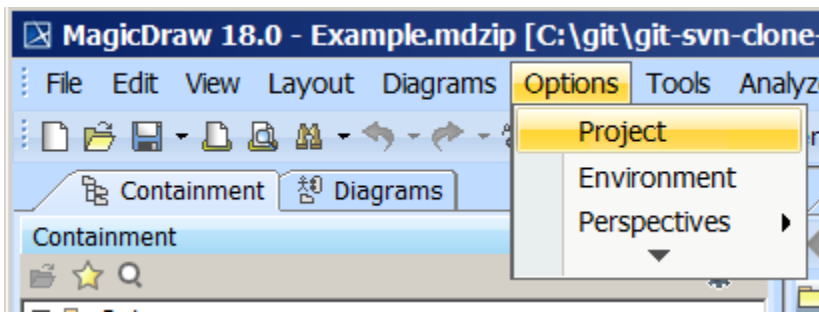 MagicDraw 18.0 - Example.mdzip [C:\git\git-svn-clone-
File Edit View Layout Diagrams Options Tools Analyz
Project
Environment
Perspectives
Containment Diagrams
Containment